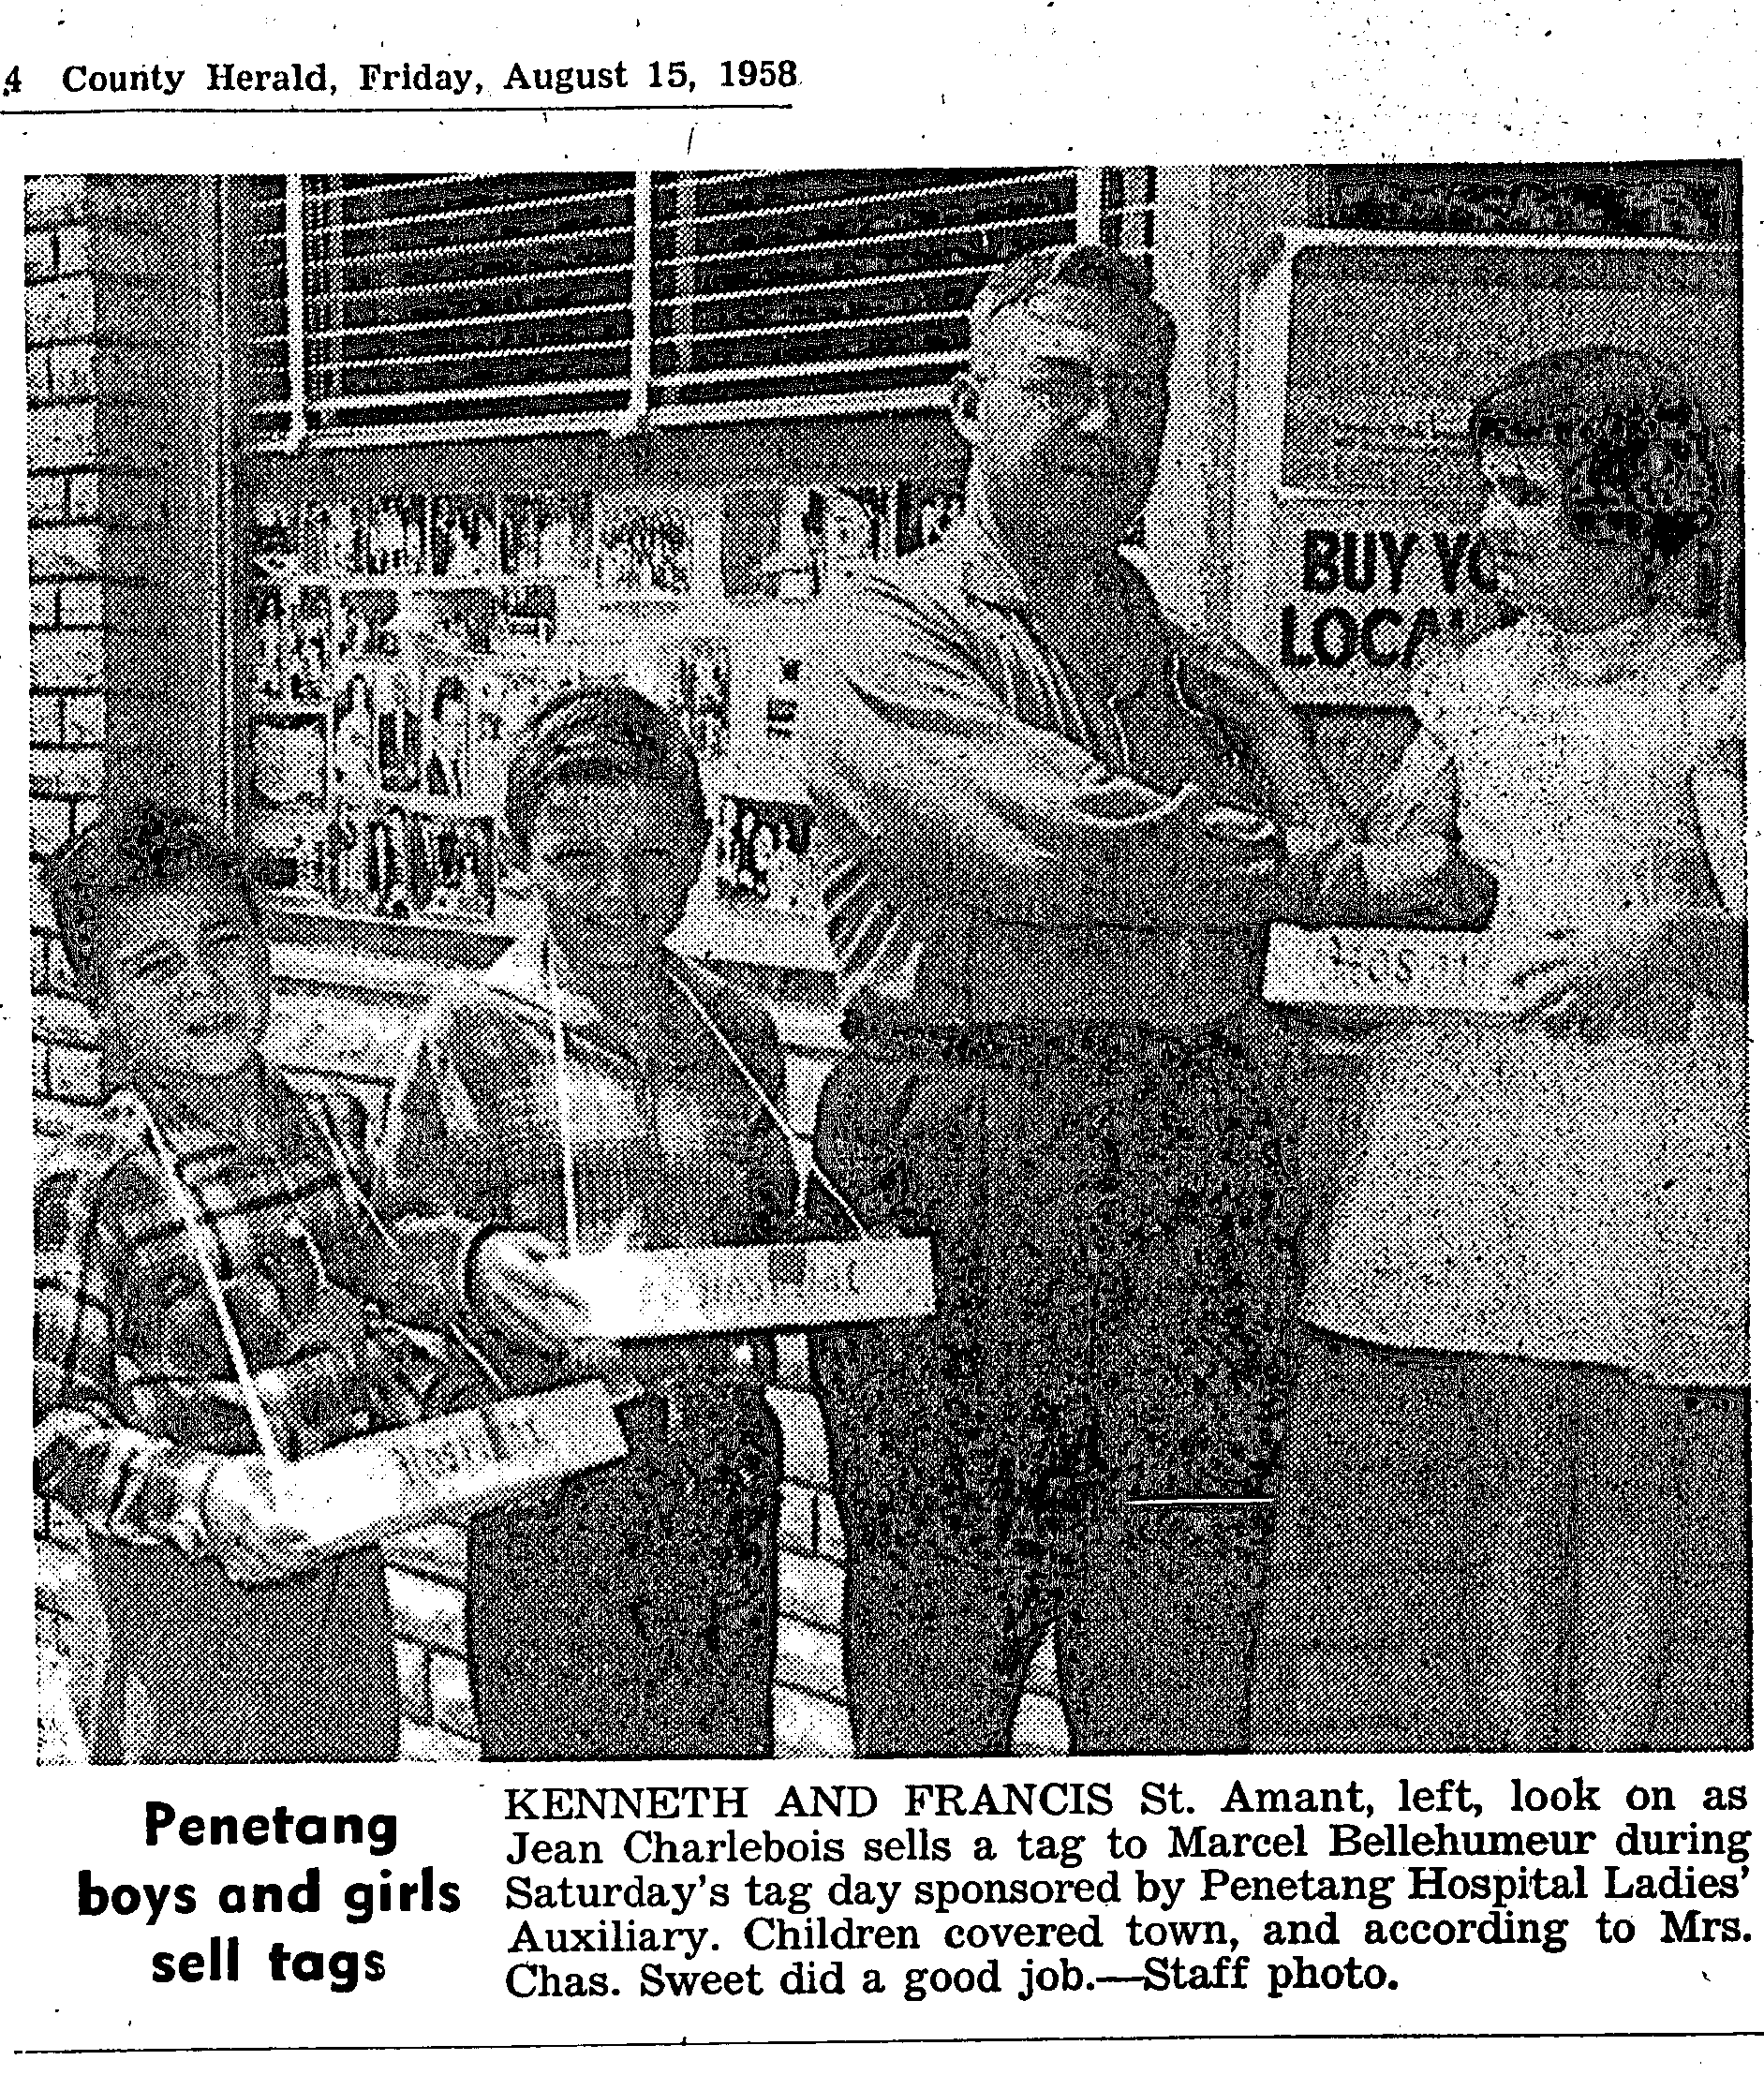 4 County Herald, Friday, August 15, 1958
BUY
LOCAL
Penetang
boys and girls
sell tags
KENNETH AND FRANCIS St. Amant, left, look on as
Jean Charlebois sells a tag to Marcel Bellehumeur during
Saturday's tag day sponsored by Penetang Hospital Ladies'
Auxiliary. Children covered town, and according to Mrs.
Chas. Sweet did a good job.—Staff photo.